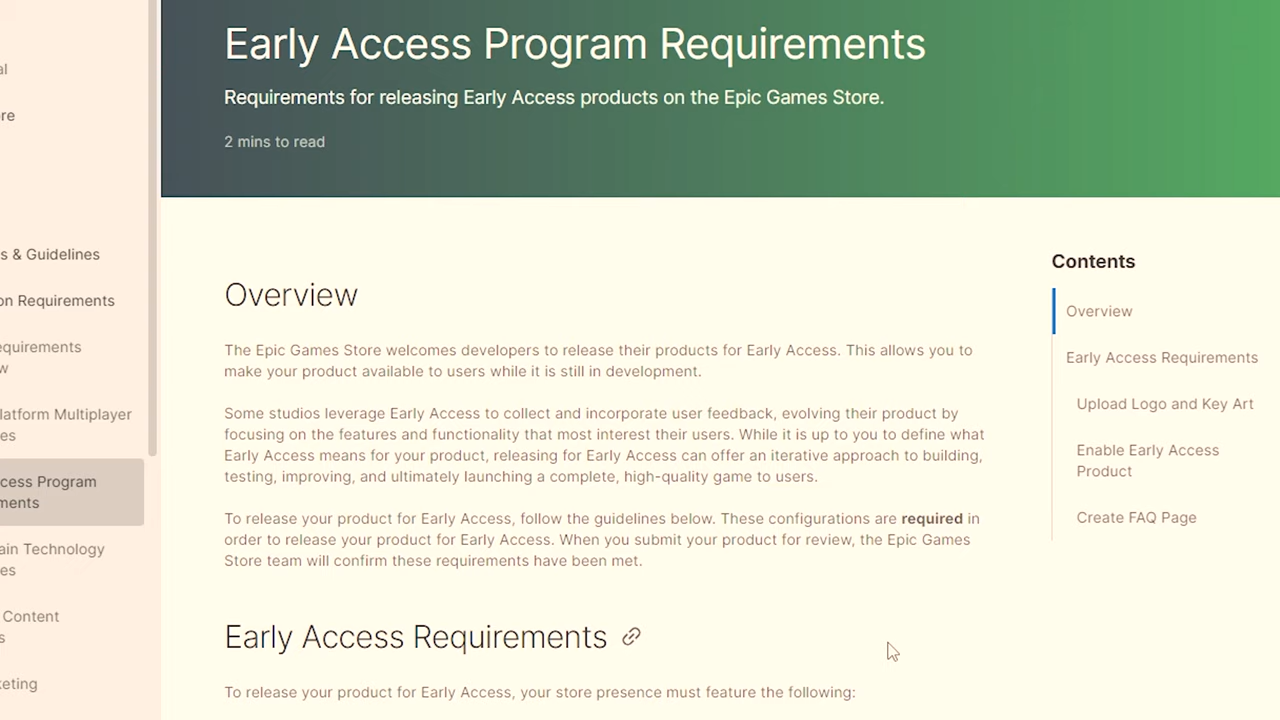 Early Access Program Requirements
Requirements for releasing Early Access products on the Epic Games Store.
2 mins to read
al
re
s & Guidelines
on Requirements
equirements
w
latform Multiplayer
es
cess Program
ments
ain Technology
es
Content
s
keting
Overview
The Epic Games Store welcomes developers to release their products for Early Access. This allows you to
make your product available to users while it is still in development.
Some studios leverage Early Access to collect and incorporate user feedback, evolving their product by
focusing on the features and functionality that most interest their users. While it is up to you to define what
Early Access means for your product, releasing for Early Access can offer an iterative approach to building,
testing, improving, and ultimately launching a complete, high-quality game to users.
To release your product for Early Access, follow the guidelines below. These configurations are required in
order to release your product for Early Access. When you submit your product for review, the Epic Games
Store team will confirm these requirements have been met.
Early Access Requirements
To release your product for Early Access, your store presence must feature the following:
Contents
Overview
Early Access Requirements
Upload Logo and Key Art
Enable Early Access
Product
Create FAQ Page